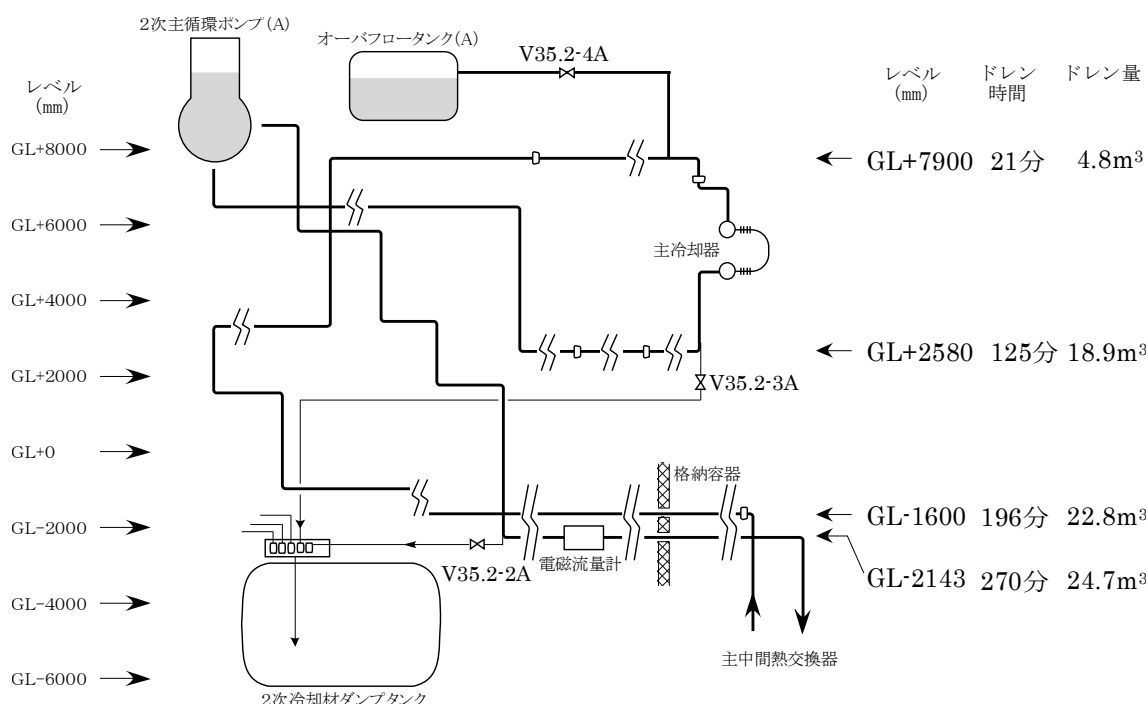 2次主循環ポンプ(A)
オーバフロータンク(A)
V35.2-4A
レベル
(mm)
GL+8000
GL+6000
GL+4000
GL+2000
GL+0
GL-2000
GL-4000
GL-6000
主冷却器
V35.2-3A
格納容器
電磁流量計
V35.2-2A
主中間熱交換器
2次冷却材ダンプタンク
レベル
(mm)
ドレン
時間
ドレン量
GL+7900 21分 4.8m³
GL+2580 125分 18.9m³
GL-1600 196分 22.8m³
GL-2143 270分 24.7m³